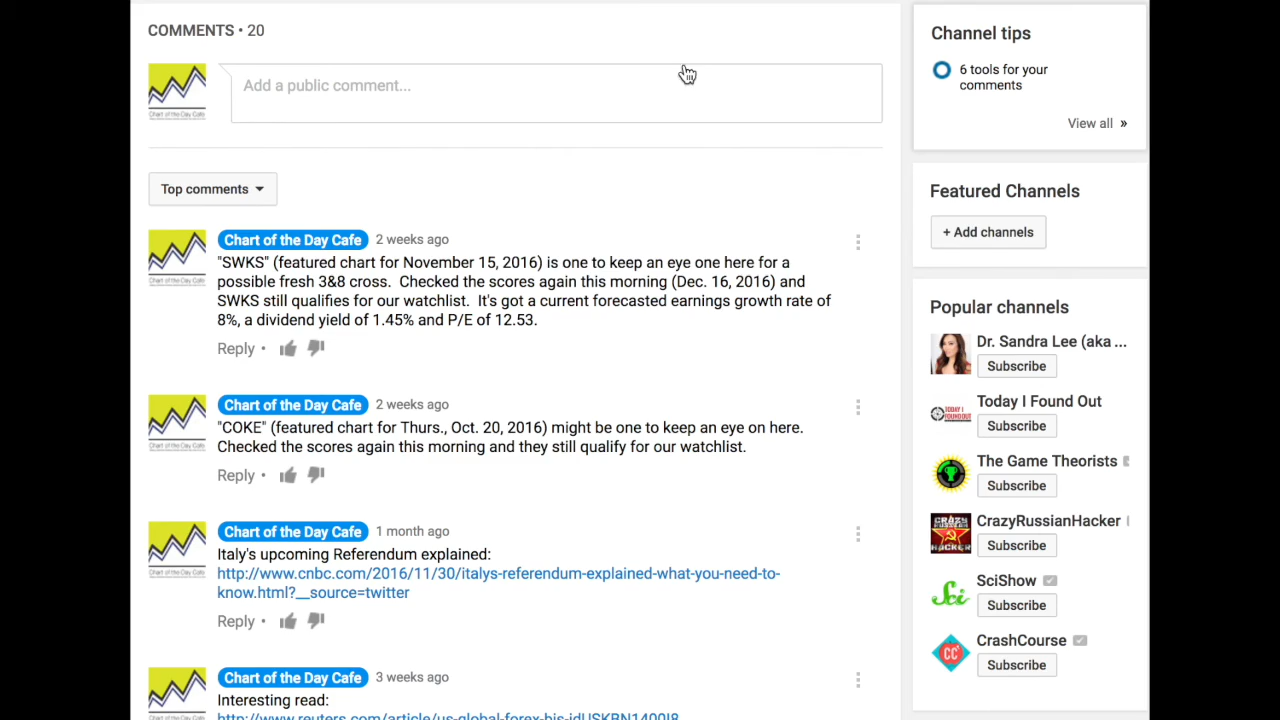 COMMENTS • 20
Add a public comment...
Top comments
Chart of the Day Cafe 2 weeks ago
"SWKS" (featured chart for November 15, 2016) is one to keep an eye one here for a
possible fresh 3&8 cross. Checked the scores again this morning (Dec. 16, 2016) and
SWKS still qualifies for our watchlist. It's got a current forecasted earnings growth rate of
8%, a dividend yield of 1.45% and P/E of 12.53.
Reply •
Chart of the Day Cafe 2 weeks ago
"COKE" (featured chart for Thurs., Oct. 20, 2016) might be one to keep an eye on here.
Checked the scores again this morning and they still qualify for our watchlist.
Reply •
Chart of the Day Cafe 1 month ago
Italy's upcoming Referendum explained:
http://www.cnbc.com/2016/11/30/italys-referendum-explained-what-you-need-to-
know.html?__source=twitter
Reply •
Chart of the Day Cafe 3 weeks ago
Interesting read:
Channel tips
6 tools for your
comments
View all »
Featured Channels
+ Add channels
Popular channels
Dr. Sandra Lee (aka ...
Subscribe
Today I Found Out
Subscribe
The Game Theorists
Subscribe
CrazyRussianHacker
Subscribe
SciShow
Subscribe
CrashCourse
Subscribe